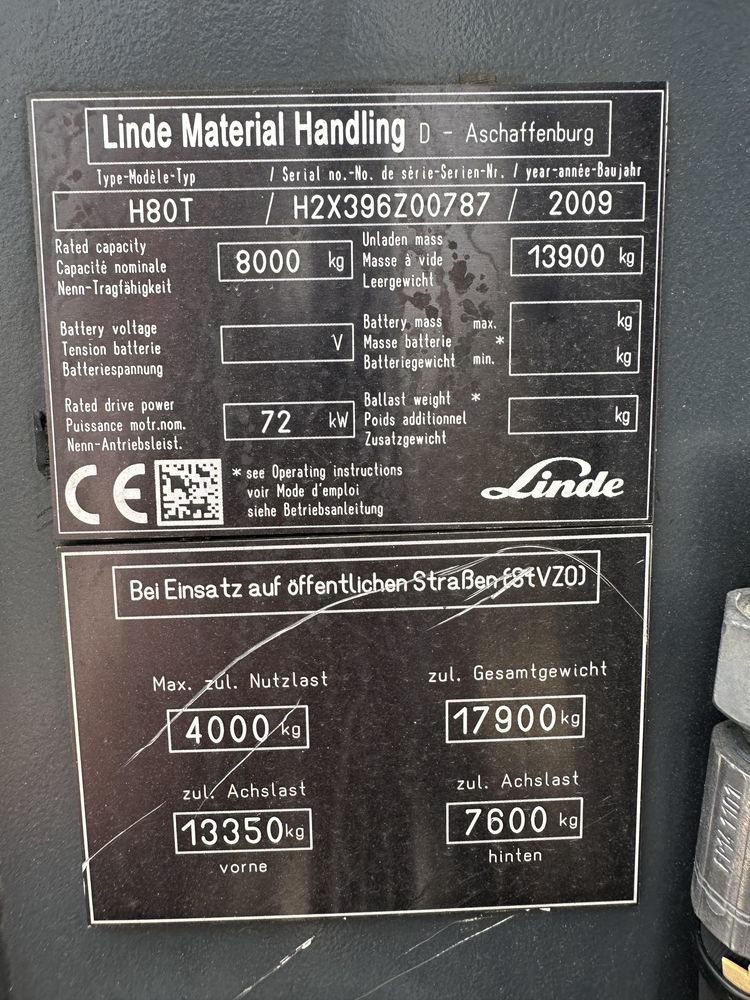 Linde Material Handling D - Aschaffenburg
Type-Modèle-Typ / Serial no.-No. de série-Serien-Nr. / year-année-Baujahr
H80T / H2X396Z00787 / 2009
Rated capacity
Capacité nominale
Nenn-Tragfähigkeit
8000 kg
Unladen mass
Masse à vide
Leergewicht
13900 kg
Battery voltage
Tension batterie
Batteriespannung
V
Battery mass max.
Masse batterie *
Batteriegewicht min.
kg
kg
Rated drive power
Puissance motr.nom.
Nenn-Antriebsleist.
72 kW
Ballast weight *
Poids additionnel
Zusatzgewicht
kg
CE
* see Operating instructions
voir Mode d'emploi
siehe Betriebsanleitung
Linde
Bei Einsatz auf öffentlichen Straßen (StVZO)
Max. zul. Nutzlast
4000 kg
zul. Gesamtgewicht
17900 kg
zul. Achslast
13350 kg
vorne
zul. Achslast
7600 kg
hinten